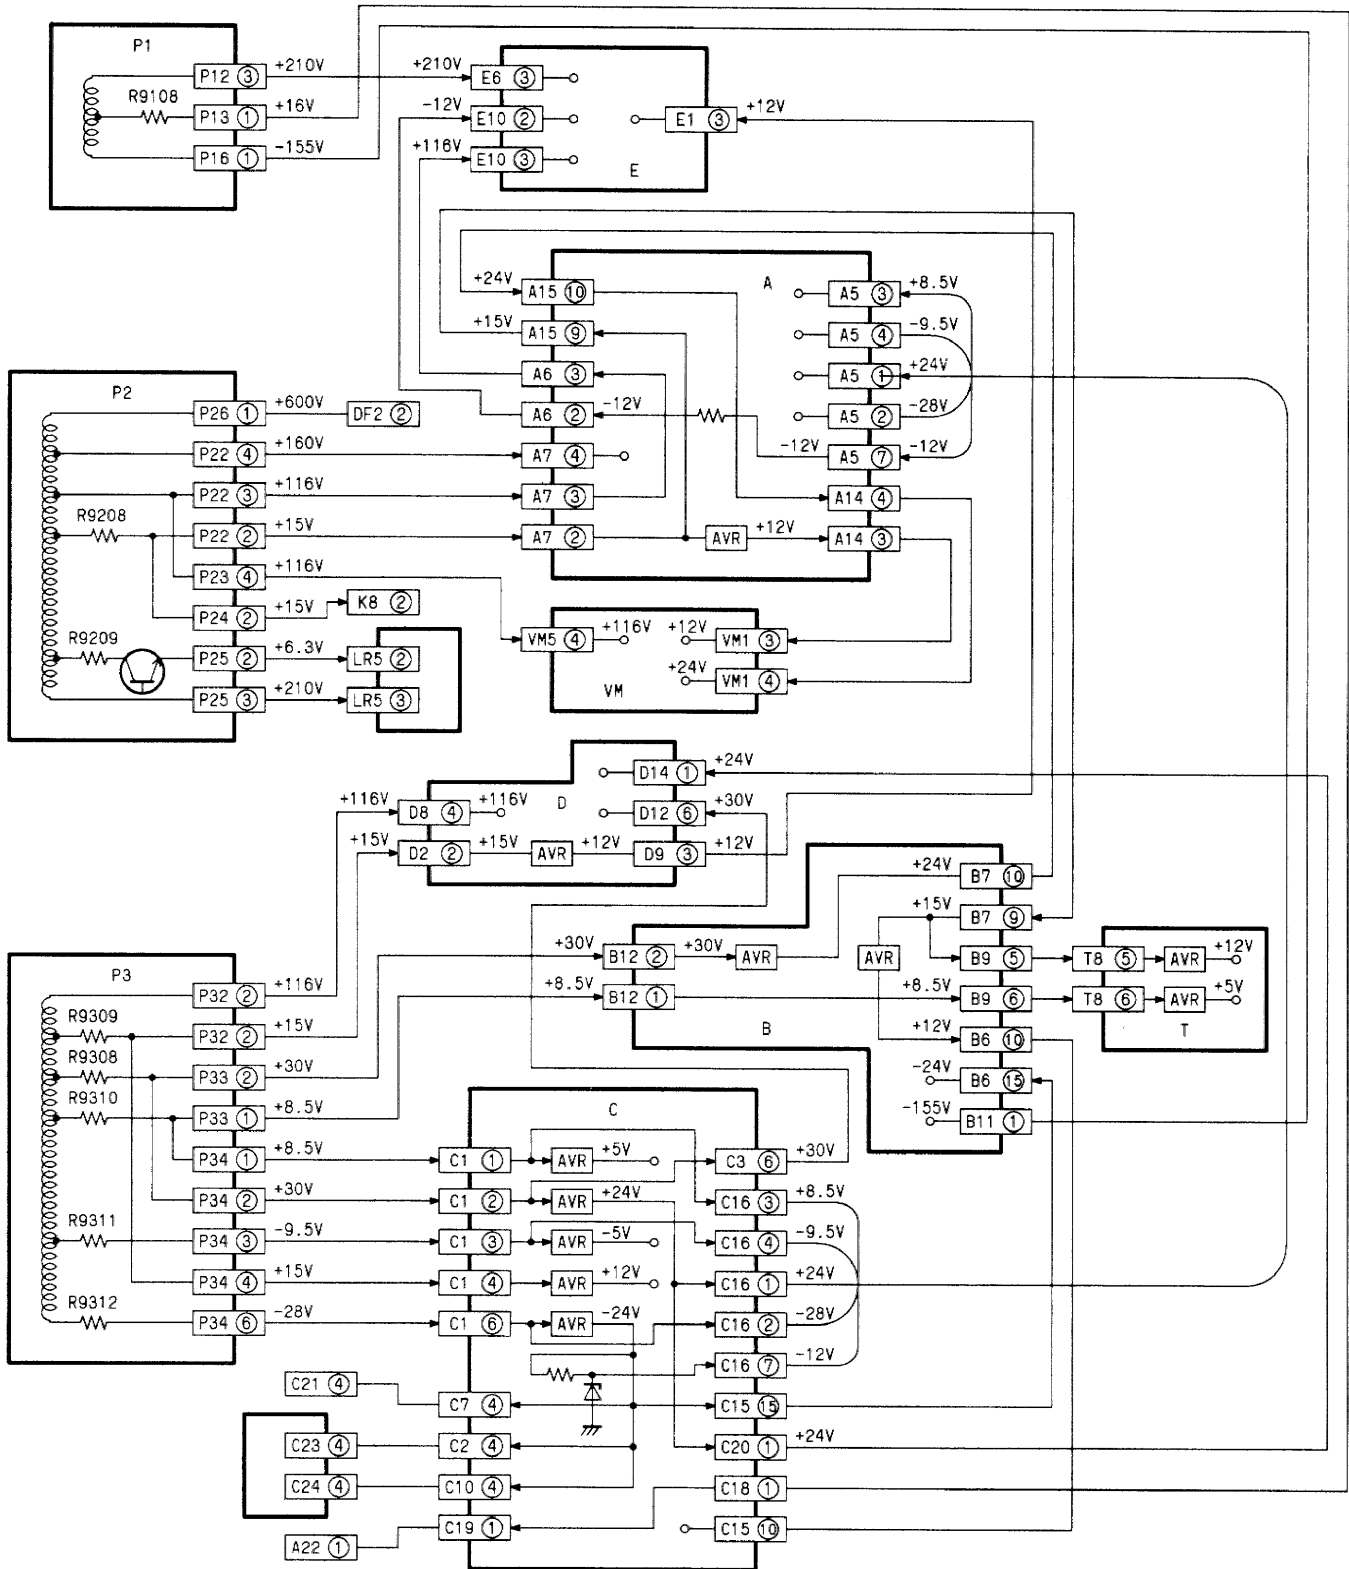 P1
P12 ③ +210V
R9108
P13 ① +16V
P16 ① -155V
+210V E6 ③
-12V E10 ② E1 ③ +12V
+116V E10 ③
E
A
+24V A15 ⑩ A5 ③ +8.5V
+15V A15 ⑨ A5 ④ -9.5V
A6 ③ A5 ① +24V
A6 ② -12V A5 ② -28V
A7 ④ -12V A5 ⑦ -12V
A7 ③ A14 ④
A7 ② AVR +12V A14 ③
P2
P26 ① +600V DF2 ②
P22 ④ +160V
P22 ③ +116V
R9208
P22 ② +15V
P23 ④ +116V
P24 ② +15V K8 ②
R9209
P25 ② +6.3V LR5 ②
P25 ③ +210V LR5 ③
VM5 ④ +116V +12V VM1 ③
+24V VM1 ④
VM
D14 ① +24V
D
+116V D8 ④ +116V D12 ⑥ +30V
+15V D2 ② +15V AVR +12V D9 ③ +12V
+24V B7 ⑩
+15V B7 ⑨
+30V B12 ② +30V AVR AVR B9 ⑤ T8 ⑤ AVR +12V
+8.5V B12 ① +8.5V B9 ⑥ T8 ⑥ AVR +5V
B +12V B6 ⑩ T
-24V B6 ⑮
-155V B11 ①
P3
P32 ② +116V
R9309
P32 ② +15V
R9308
P33 ② +30V
R9310
P33 ① +8.5V
P34 ① +8.5V
P34 ② +30V
R9311
P34 ③ -9.5V
P34 ④ +15V
R9312
P34 ⑥ -28V
C
C1 ① AVR +5V C3 ⑥ +30V
C1 ② AVR +24V C16 ③ +8.5V
C1 ③ AVR -5V C16 ④ -9.5V
C1 ④ AVR +12V C16 ① +24V
C1 ⑥ AVR -24V C16 ② -28V
C16 ⑦ -12V
C21 ④ C7 ④ C15 ⑮
C23 ④ C2 ④ C20 ① +24V
C24 ④ C10 ④ C18 ①
A22 ① C19 ① C15 ⑩